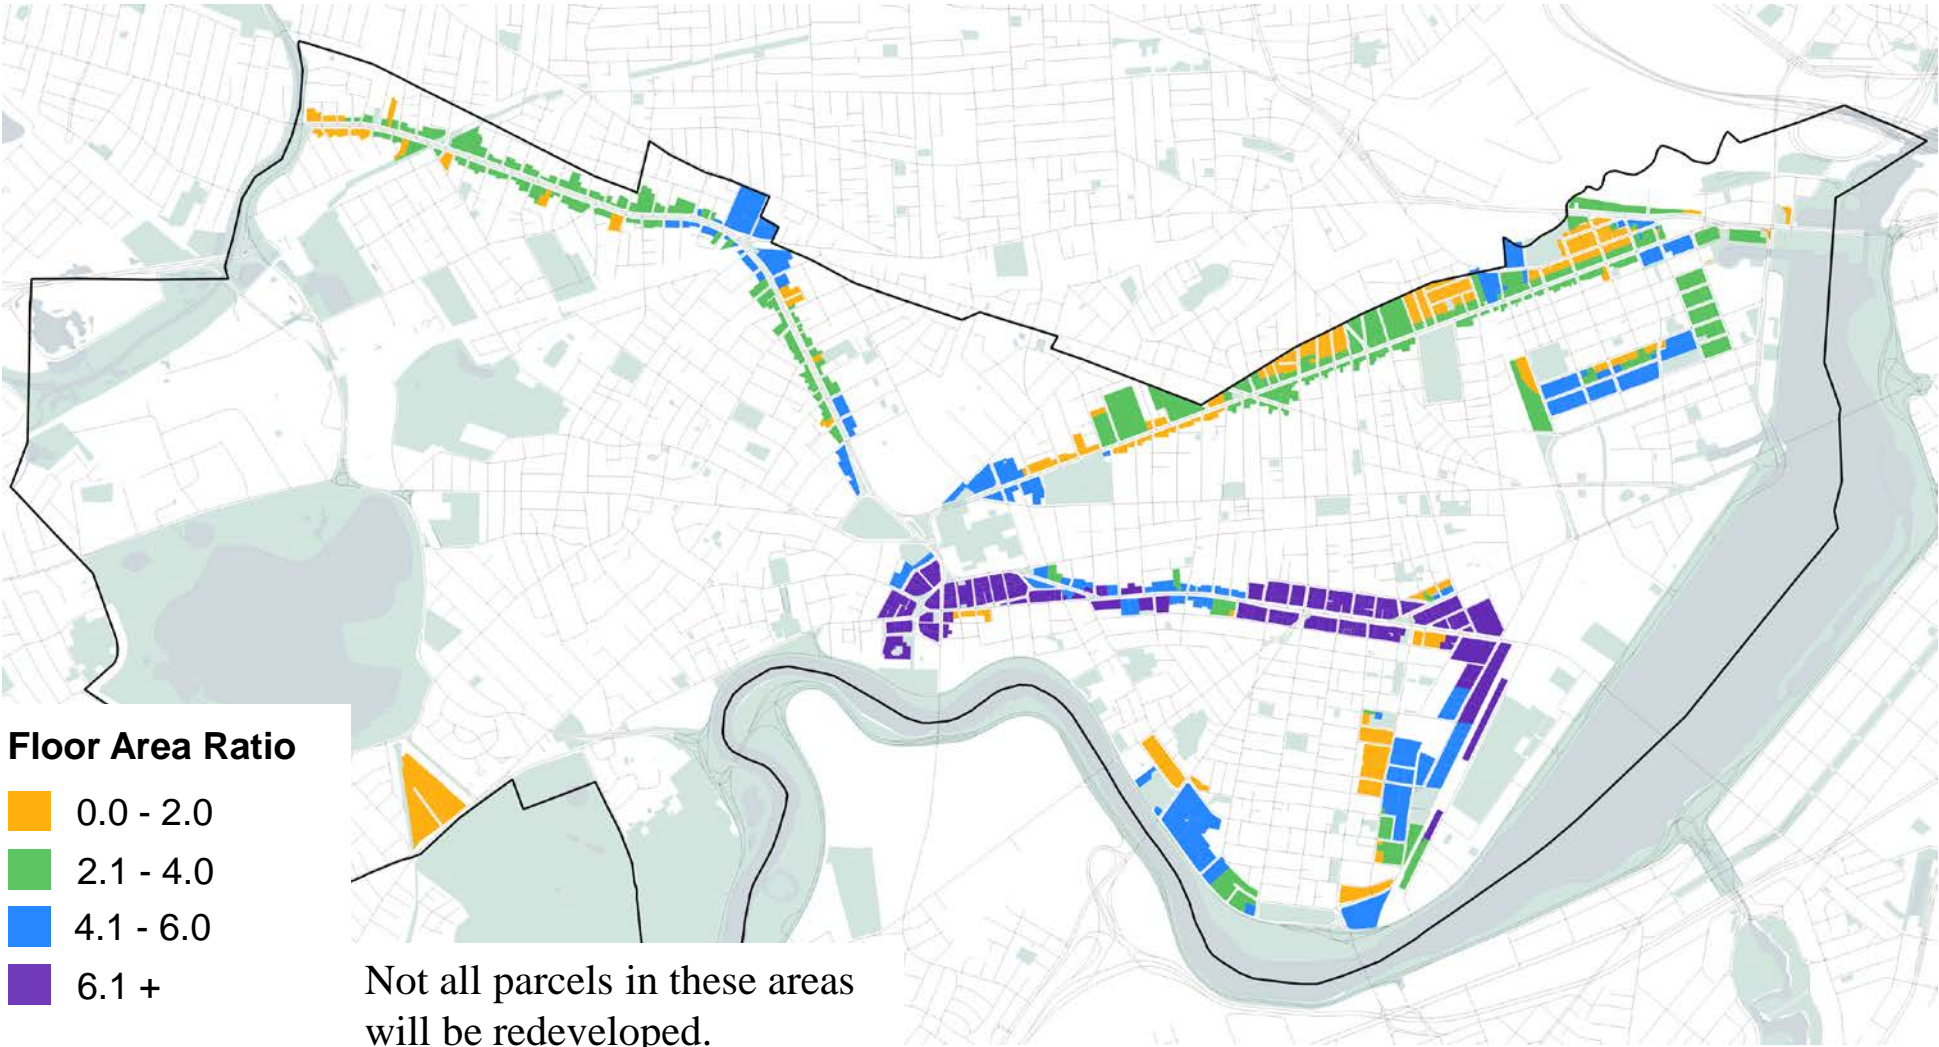 Floor Area Ratio
0.0 - 2.0
2.1 - 4.0
4.1 - 6.0
6.1 +
Not all parcels in these areas
will be redeveloped.